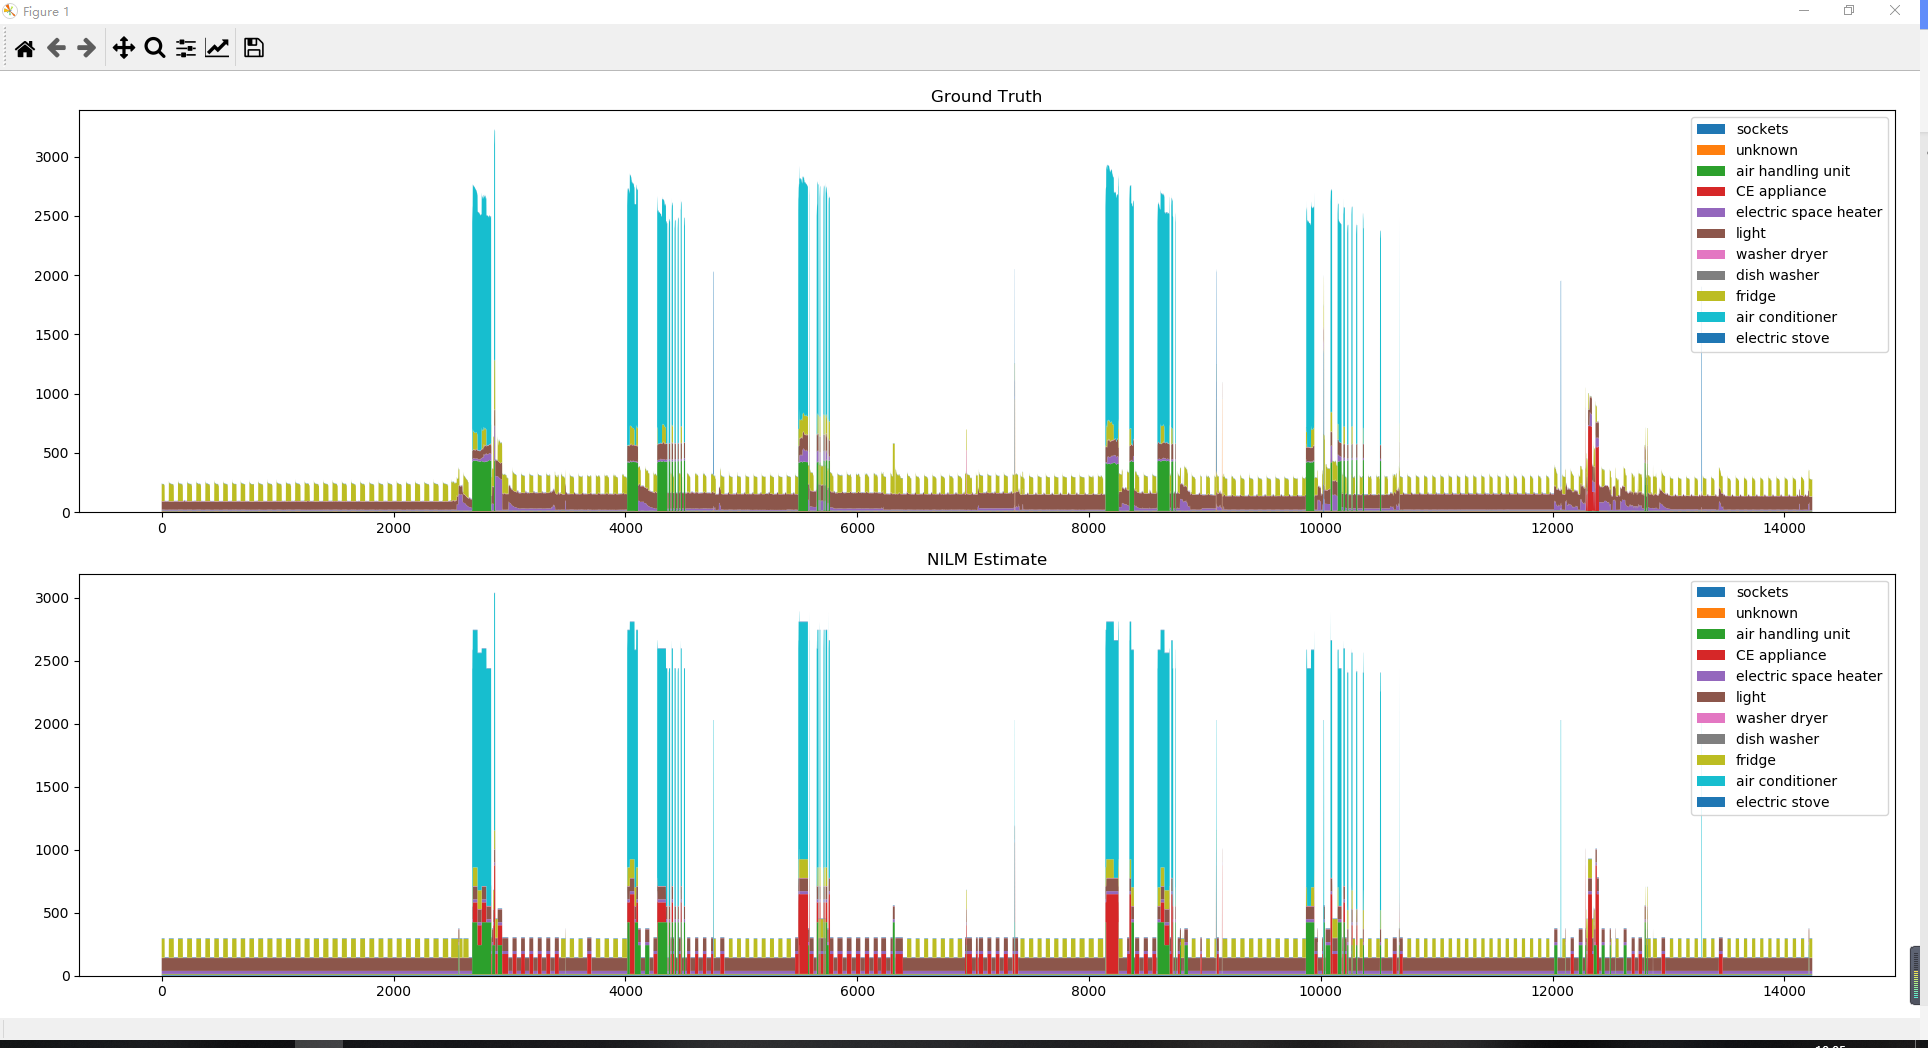 Figure 1
Ground Truth
3000
2500
2000
1500
1000
500
0
0 2000 4000 6000 8000 10000 12000 14000
sockets
unknown
air handling unit
CE appliance
electric space heater
light
washer dryer
dish washer
fridge
air conditioner
electric stove
NILM Estimate
3000
2500
2000
1500
1000
500
0
0 2000 4000 6000 8000 10000 12000 14000
sockets
unknown
air handling unit
CE appliance
electric space heater
light
washer dryer
dish washer
fridge
air conditioner
electric stove